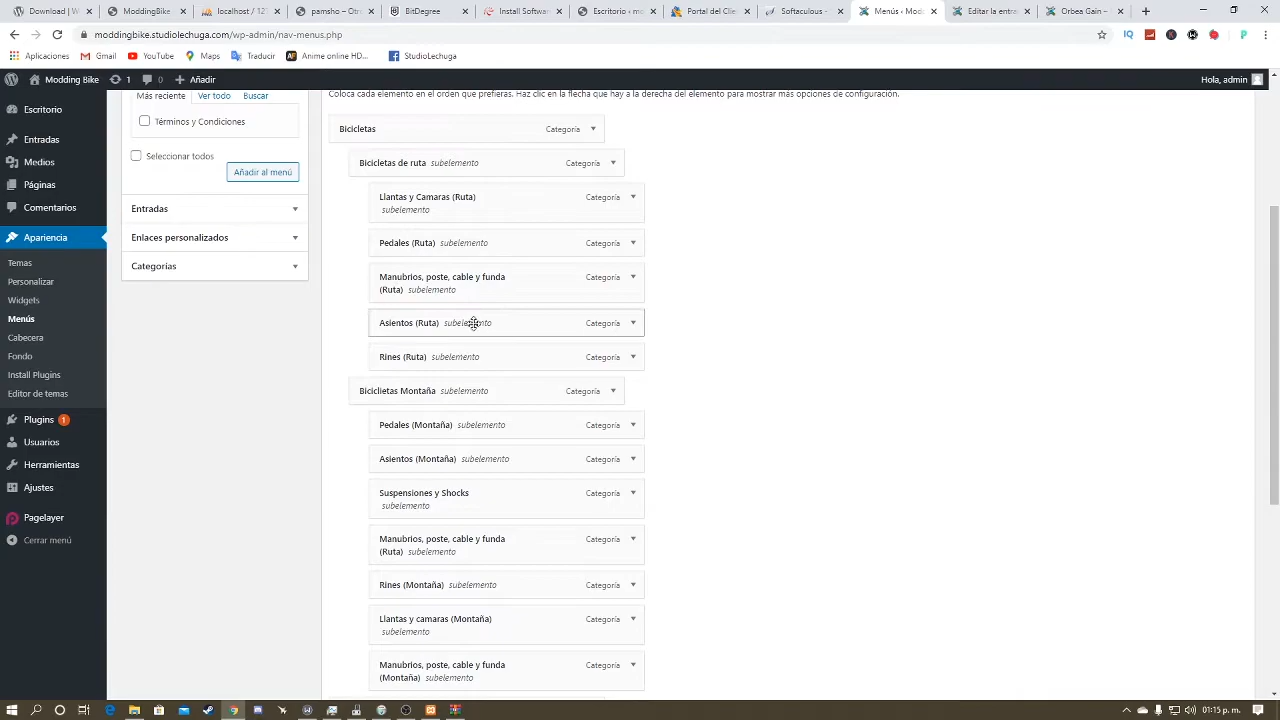 Download | W
ModdingBike
localhost / 12
pamsho – Otr
BitDegree
Install Softwar
Escritorio ‹ mo
Portal del Clie
Softaculous -
Menús ‹ Mod
Editar la entra
Orbea Gain –
moddingbike.studiolechuga.com/wp-admin/nav-menus.php
Aplicaciones
Gmail
YouTube
Maps
Traducir
Anime online HD...
StudioLechuga
Modding Bike
1
0
Añadir
Hola, admin
Escritorio
Entradas
Medios
Páginas
Comentarios
Apariencia
Temas
Personalizar
Widgets
Menús
Cabecera
Fondo
Install Plugins
Editor de temas
Plugins 1
Usuarios
Herramientas
Ajustes
Pagelayer
Cerrar menú
Más reciente Ver todo Buscar
Términos y Condiciones
Seleccionar todos
Añadir al menú
Entradas
Enlaces personalizados
Categorías
Coloca cada elemento en el orden que prefieras. Haz clic en la flecha que hay a la derecha del elemento para mostrar más opciones de configuración.
Bicicletas Categoría
Bicicletas de ruta subelemento Categoría
Llantas y Camaras (Ruta) Categoría
subelemento
Pedales (Ruta) subelemento Categoría
Manubrios, poste, cable y funda Categoría
(Ruta) subelemento
Asientos (Ruta) subelemento Categoría
Rines (Ruta) subelemento Categoría
Biciclietas Montaña subelemento Categoría
Pedales (Montaña) subelemento Categoría
Asientos (Montaña) subelemento Categoría
Suspensiones y Shocks Categoría
subelemento
Manubrios, poste, cable y funda Categoría
(Ruta) subelemento
Rines (Montaña) subelemento Categoría
Llantas y camaras (Montaña) Categoría
subelemento
Manubrios, poste, cable y funda Categoría
(Montaña) subelemento
01:15 p. m.